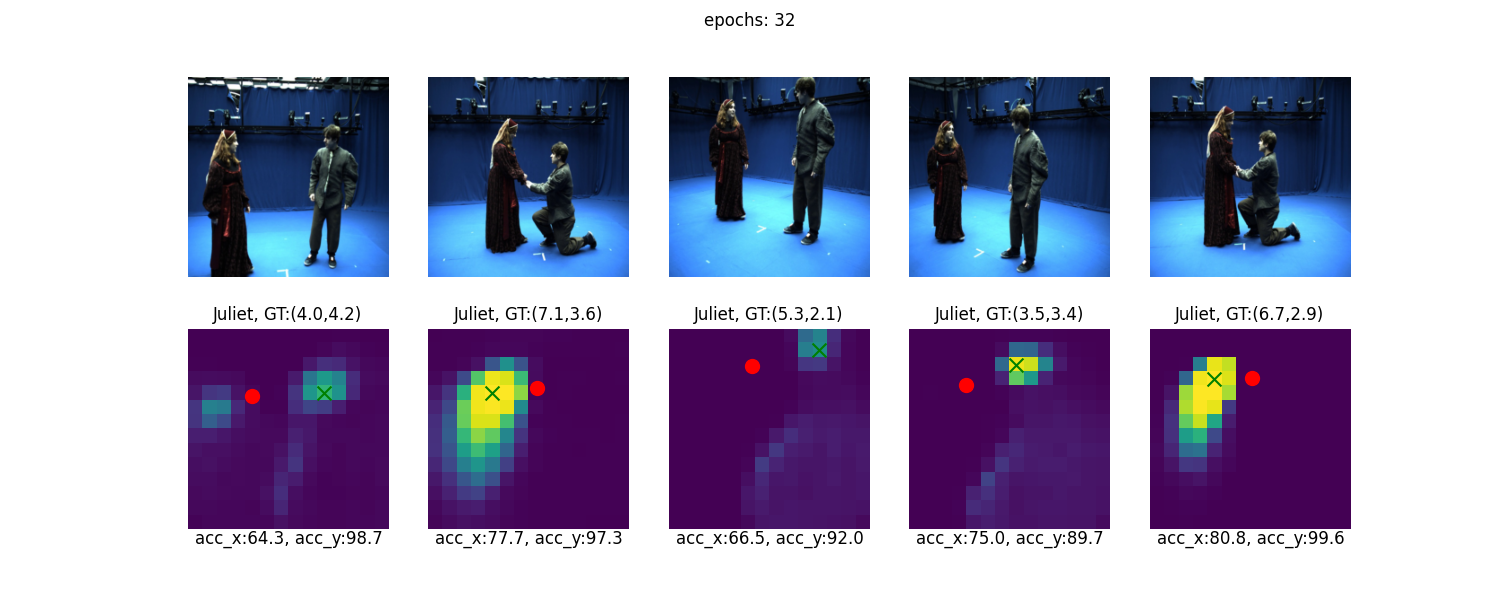 epochs: 32
Juliet, GT:(4.0,4.2)
Juliet, GT:(7.1,3.6)
Juliet, GT:(5.3,2.1)
Juliet, GT:(3.5,3.4)
Juliet, GT:(6.7,2.9)
acc_x:64.3, acc_y:98.7
acc_x:77.7, acc_y:97.3
acc_x:66.5, acc_y:92.0
acc_x:75.0, acc_y:89.7
acc_x:80.8, acc_y:99.6